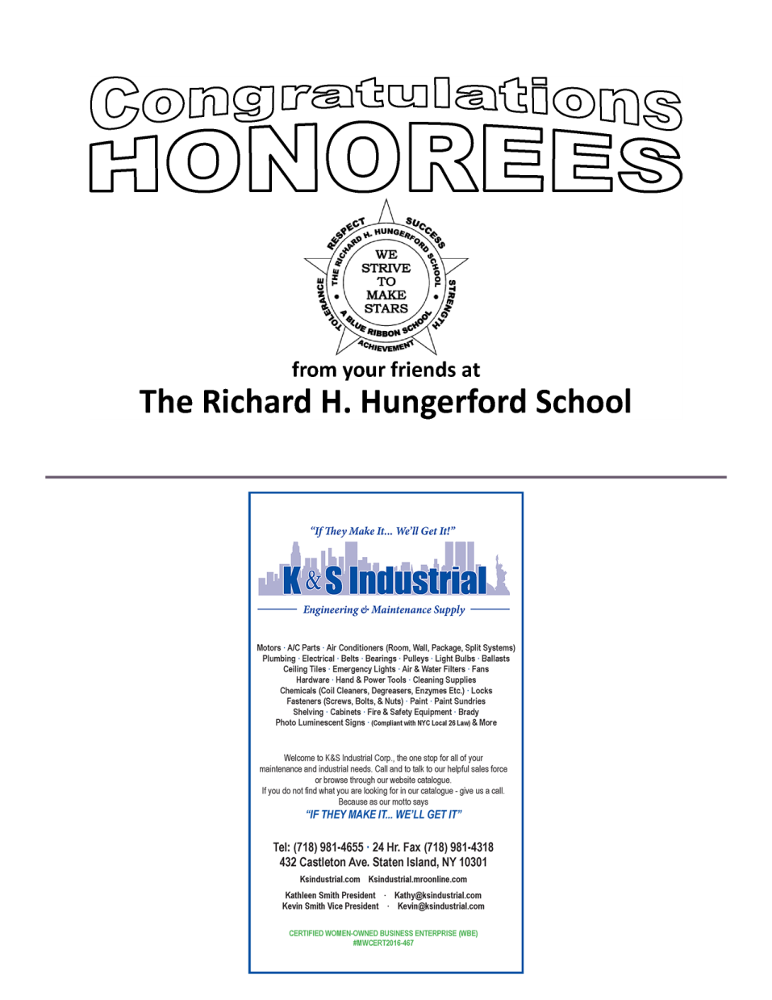 Congratulations
HONOREES
RESPECT
SUCCESS
THE RICHARD H. HUNGERFORD SCHOOL
WE
STRIVE
TO
MAKE
STARS
TOLERANCE
STRENGTH
• A BLUE RIBBON SCHOOL •
ACHIEVEMENT
from your friends at
The Richard H. Hungerford School
“If They Make It... We’ll Get It!”
K & S Industrial
Engineering & Maintenance Supply
Motors · A/C Parts · Air Conditioners (Room, Wall, Package, Split Systems)
Plumbing · Electrical · Belts · Bearings · Pulleys · Light Bulbs · Ballasts
Ceiling Tiles · Emergency Lights · Air & Water Filters · Fans
Hardware · Hand & Power Tools · Cleaning Supplies
Chemicals (Coil Cleaners, Degreasers, Enzymes Etc.) · Locks
Fasteners (Screws, Bolts, & Nuts) · Paint · Paint Sundries
Shelving · Cabinets · Fire & Safety Equipment · Brady
Photo Luminescent Signs · (Compliant with NYC Local 26 Law) & More
Welcome to K&S Industrial Corp., the one stop for all of your
maintenance and industrial needs. Call and to talk to our helpful sales force
or browse through our website catalogue.
If you do not find what you are looking for in our catalogue - give us a call.
Because as our motto says
“IF THEY MAKE IT... WE’LL GET IT”
Tel: (718) 981-4655 · 24 Hr. Fax (718) 981-4318
432 Castleton Ave. Staten Island, NY 10301
Ksindustrial.com Ksindustrial.mroonline.com
Kathleen Smith President · Kathy@ksindustrial.com
Kevin Smith Vice President · Kevin@ksindustrial.com
CERTIFIED WOMEN-OWNED BUSINESS ENTERPRISE (WBE)
#MWCERT2016-467